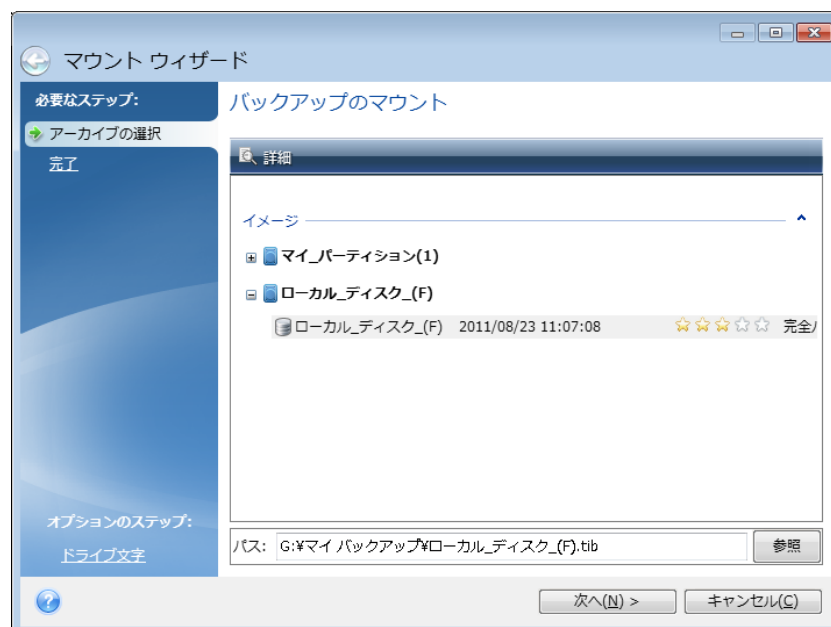 マウント ウィザード
必要なステップ:
アーカイブの選択
完了
バックアップのマウント
詳細
イメージ
マイ_パーティション(1)
ローカル_ディスク_(F)
ローカル_ディスク_(F) 2011/08/23 11:07:08 完全/
オプションのステップ:
ドライブ文字
パス: G:¥マイ バックアップ¥ローカル_ディスク_(F).tib 参照
次へ(N) > キャンセル(C)